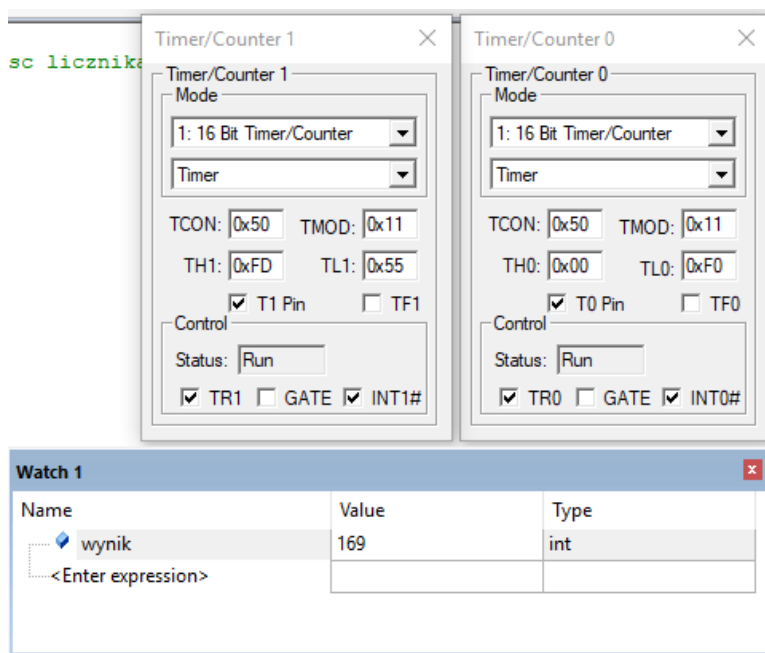 sc licznika
Timer/Counter 1
Timer/Counter 1
Mode
1: 16 Bit Timer/Counter
Timer
TCON: 0x50 TMOD: 0x11
TH1: 0xFD TL1: 0x55
T1 Pin TF1
Control
Status: Run
TR1 GATE INT1#
Timer/Counter 0
Timer/Counter 0
Mode
1: 16 Bit Timer/Counter
Timer
TCON: 0x50 TMOD: 0x11
TH0: 0x00 TL0: 0xF0
T0 Pin TF0
Control
Status: Run
TR0 GATE INT0#
Watch 1
Name Value Type
wynik 169 int
<Enter expression>